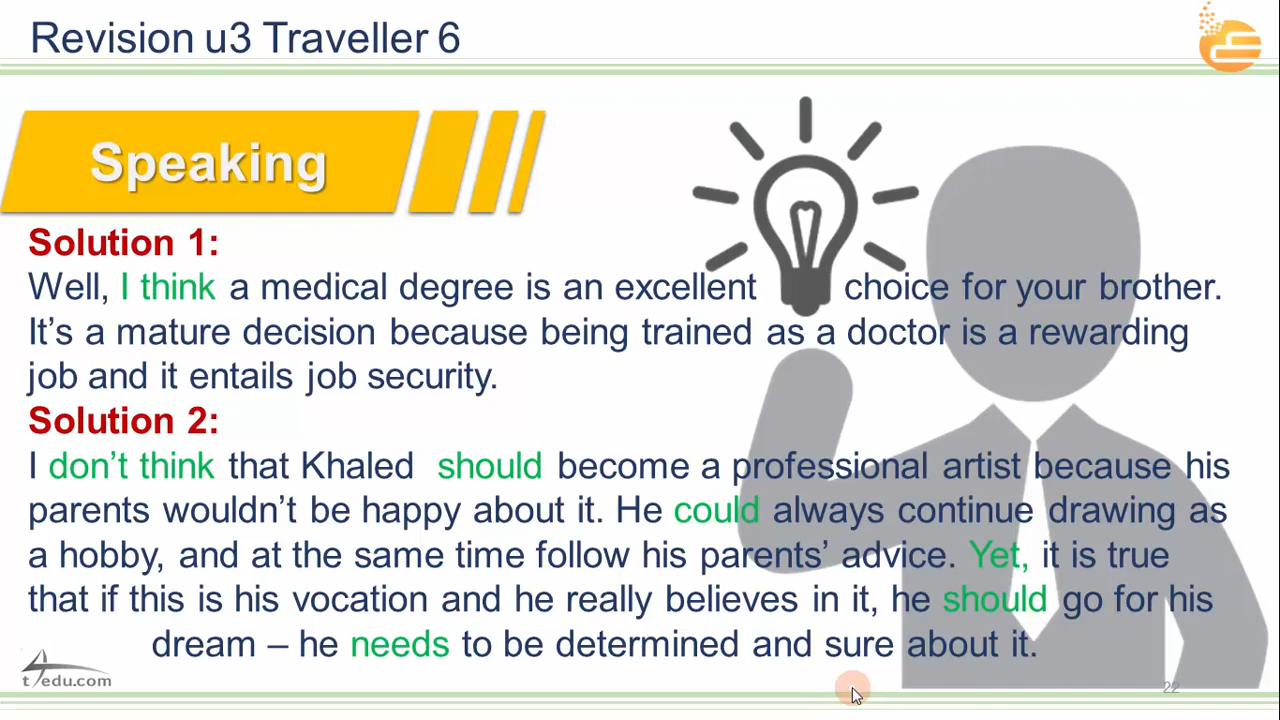 Revision u3 Traveller 6
Speaking
Solution 1:
Well, I think a medical degree is an excellent choice for your brother.
It's a mature decision because being trained as a doctor is a rewarding
job and it entails job security.
Solution 2:
I don't think that Khaled should become a professional artist because his
parents wouldn't be happy about it. He could always continue drawing as
a hobby, and at the same time follow his parents' advice. Yet, it is true
that if this is his vocation and he really believes in it, he should go for his
dream – he needs to be determined and sure about it.
t4edu.com
22